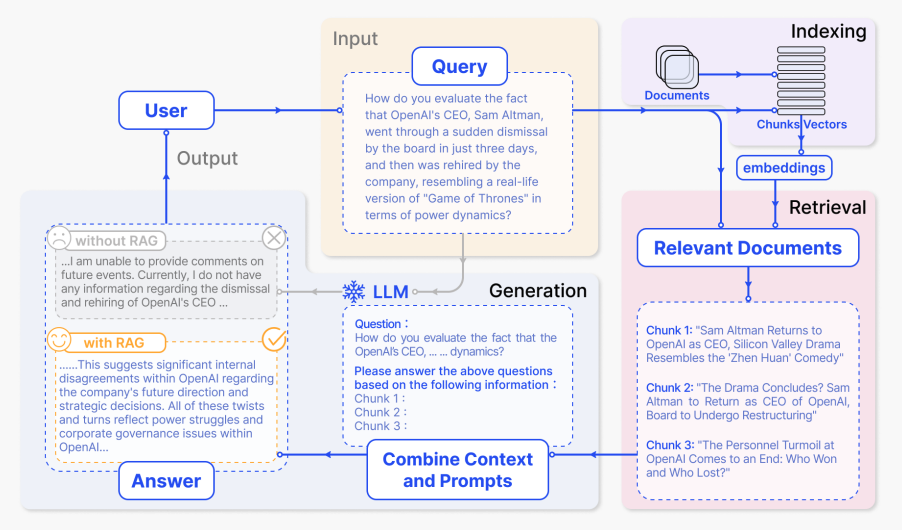 Input
Query
How do you evaluate the fact
that OpenAI's CEO, Sam Altman,
went through a sudden dismissal
by the board in just three days,
and then was rehired by the
company, resembling a real-life
version of "Game of Thrones" in
terms of power dynamics?
Indexing
Documents
Chunks Vectors
embeddings
User
Output
Retrieval
Relevant Documents
Chunk 1: "Sam Altman Returns to
OpenAI as CEO, Silicon Valley Drama
Resembles the 'Zhen Huan' Comedy"
Chunk 2: "The Drama Concludes? Sam
Altman to Return as CEO of OpenAI,
Board to Undergo Restructuring"
Chunk 3: "The Personnel Turmoil at
OpenAI Comes to an End: Who Won
and Who Lost?"
Generation
LLM
Question :
How do you evaluate the fact that the
OpenAI's CEO, ... ... dynamics?
Please answer the above questions
based on the following information :
Chunk 1 :
Chunk 2 :
Chunk 3 :
Combine Context
and Prompts
without RAG
...I am unable to provide comments on
future events. Currently, I do not have
any information regarding the dismissal
and rehiring of OpenAI's CEO ...
with RAG
......This suggests significant internal
disagreements within OpenAI regarding
the company's future direction and
strategic decisions. All of these twists
and turns reflect power struggles and
corporate governance issues within
OpenAI...
Answer